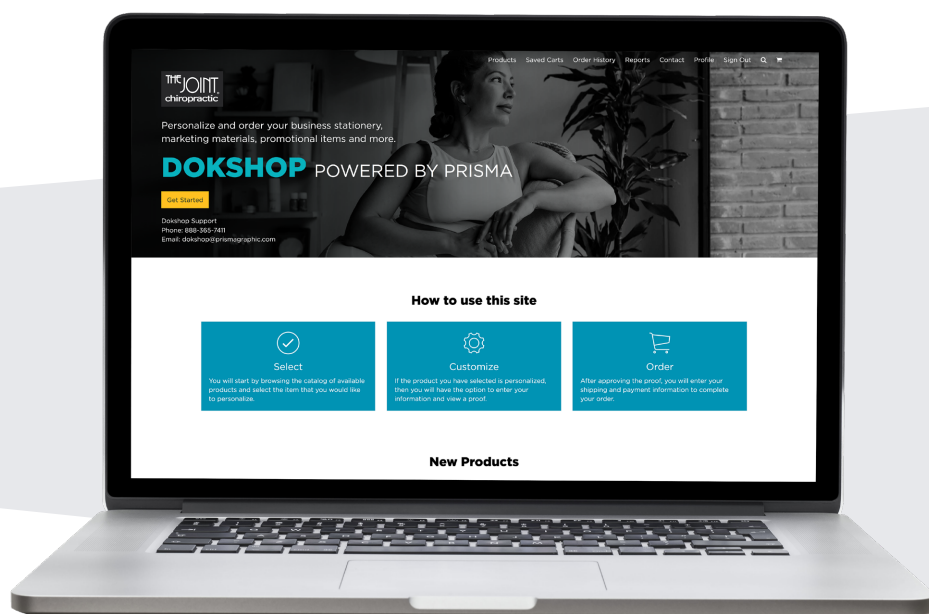 Products Saved Carts Order History Reports Contact Profile Sign Out
THE JOINT
chiropractic
Personalize and order your business stationery,
marketing materials, promotional items and more.
DOKSHOP POWERED BY PRISMA
Get Started
Dokshop Support
Phone: 888-365-7411
Email: dokshop@prismagraphic.com
How to use this site
Select
You will start by browsing the catalog of available
products and select the item that you would like
to personalize.
Customize
If the product you have selected is personalized,
then you will have the option to enter your
information and view a proof.
Order
After approving the proof, you will enter your
shipping and payment information to complete
your order.
New Products